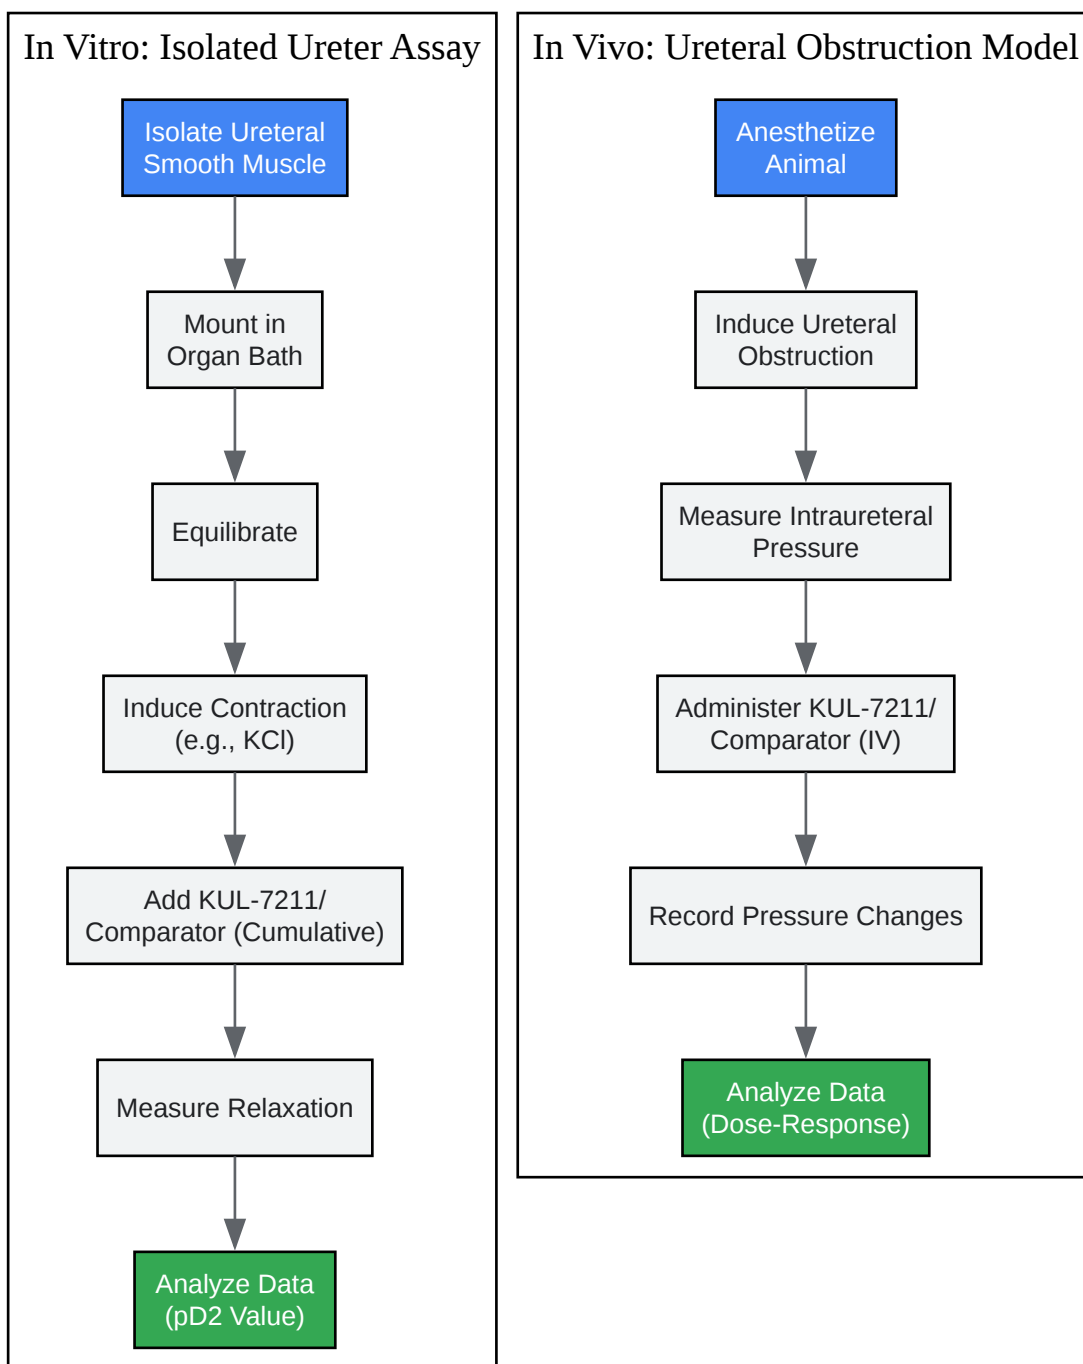 In Vitro: Isolated Ureter Assay
Isolate Ureteral
Smooth Muscle
Mount in
Organ Bath
Equilibrate
Induce Contraction
(e.g., KCl)
Add KUL-7211/
Comparator (Cumulative)
Measure Relaxation
Analyze Data
(pD2 Value)
In Vivo: Ureteral Obstruction Model
Anesthetize
Animal
Induce Ureteral
Obstruction
Measure Intraureteral
Pressure
Administer KUL-7211/
Comparator (IV)
Record Pressure Changes
Analyze Data
(Dose-Response)